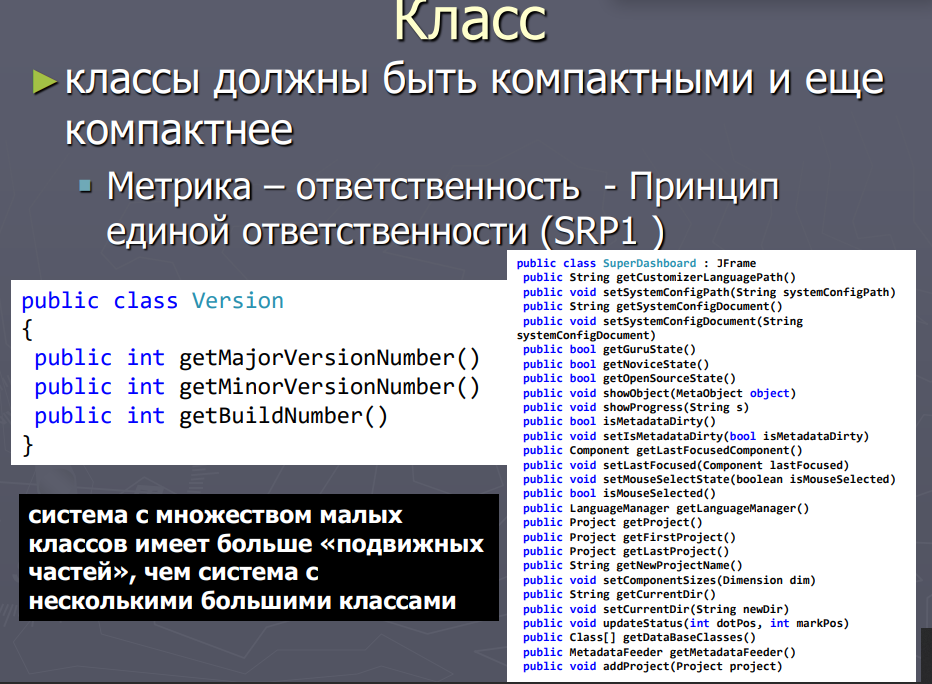 Класс
классы должны быть компактными и еще
компактнее
Метрика – ответственность - Принцип
единой ответственности (SRP1 )
public class Version
{
public int getMajorVersionNumber()
public int getMinorVersionNumber()
public int getBuildNumber()
}
система с множеством малых
классов имеет больше «подвижных
частей», чем система с
несколькими большими классами
public class SuperDashboard : JFrame
public String getCustomizerLanguagePath()
public void setSystemConfigPath(String systemConfigPath)
public String getSystemConfigDocument()
public void setSystemConfigDocument(String
systemConfigDocument)
public bool getGuruState()
public bool getNoviceState()
public bool getOpenSourceState()
public void showObject(MetaObject object)
public void showProgress(String s)
public bool isMetadataDirty()
public void setIsMetadataDirty(bool isMetadataDirty)
public Component getLastFocusedComponent()
public void setLastFocused(Component lastFocused)
public void setMouseSelectState(boolean isMouseSelected)
public bool isMouseSelected()
public LanguageManager getLanguageManager()
public Project getProject()
public Project getFirstProject()
public Project getLastProject()
public String getNewProjectName()
public void setComponentSizes(Dimension dim)
public String getCurrentDir()
public void setCurrentDir(String newDir)
public void updateStatus(int dotPos, int markPos)
public Class[] getDataBaseClasses()
public MetadataFeeder getMetadataFeeder()
public void addProject(Project project)